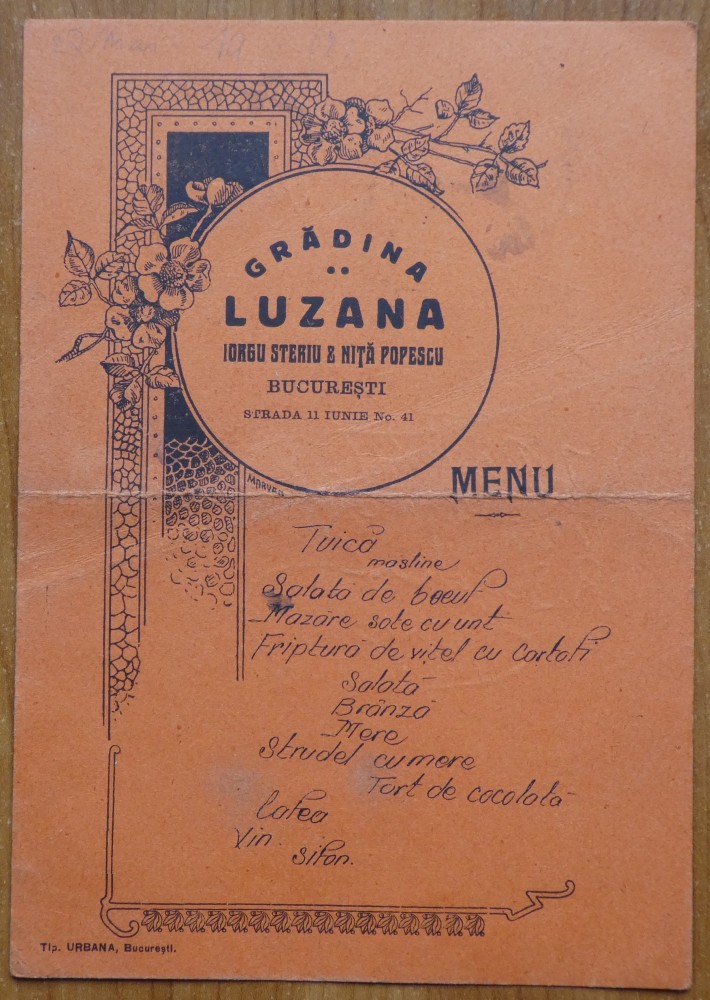 GRĂDINA
LUZANA
IORGU STERIU & NIȚĂ POPESCU
BUCUREȘTI
STRADA 11 IUNIE No. 41
MENU
Tuică
masline
Salată de boeuf
Mazăre sote cu unt
Friptură de vițel cu cartofi
Salată
Brânză
Mere
Strudel cu mere
Tort de cocolată
Cafea
Vin.
Sifon.
Tip. URBANA, București.